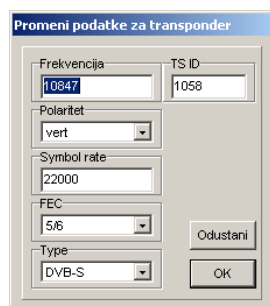 Promeni podatke za transponder
Frekvencija
TS ID
10847
1058
Polaritet
vert
Symbol rate
22000
FEC
5/6
Odustani
Type
DVB-S
OK